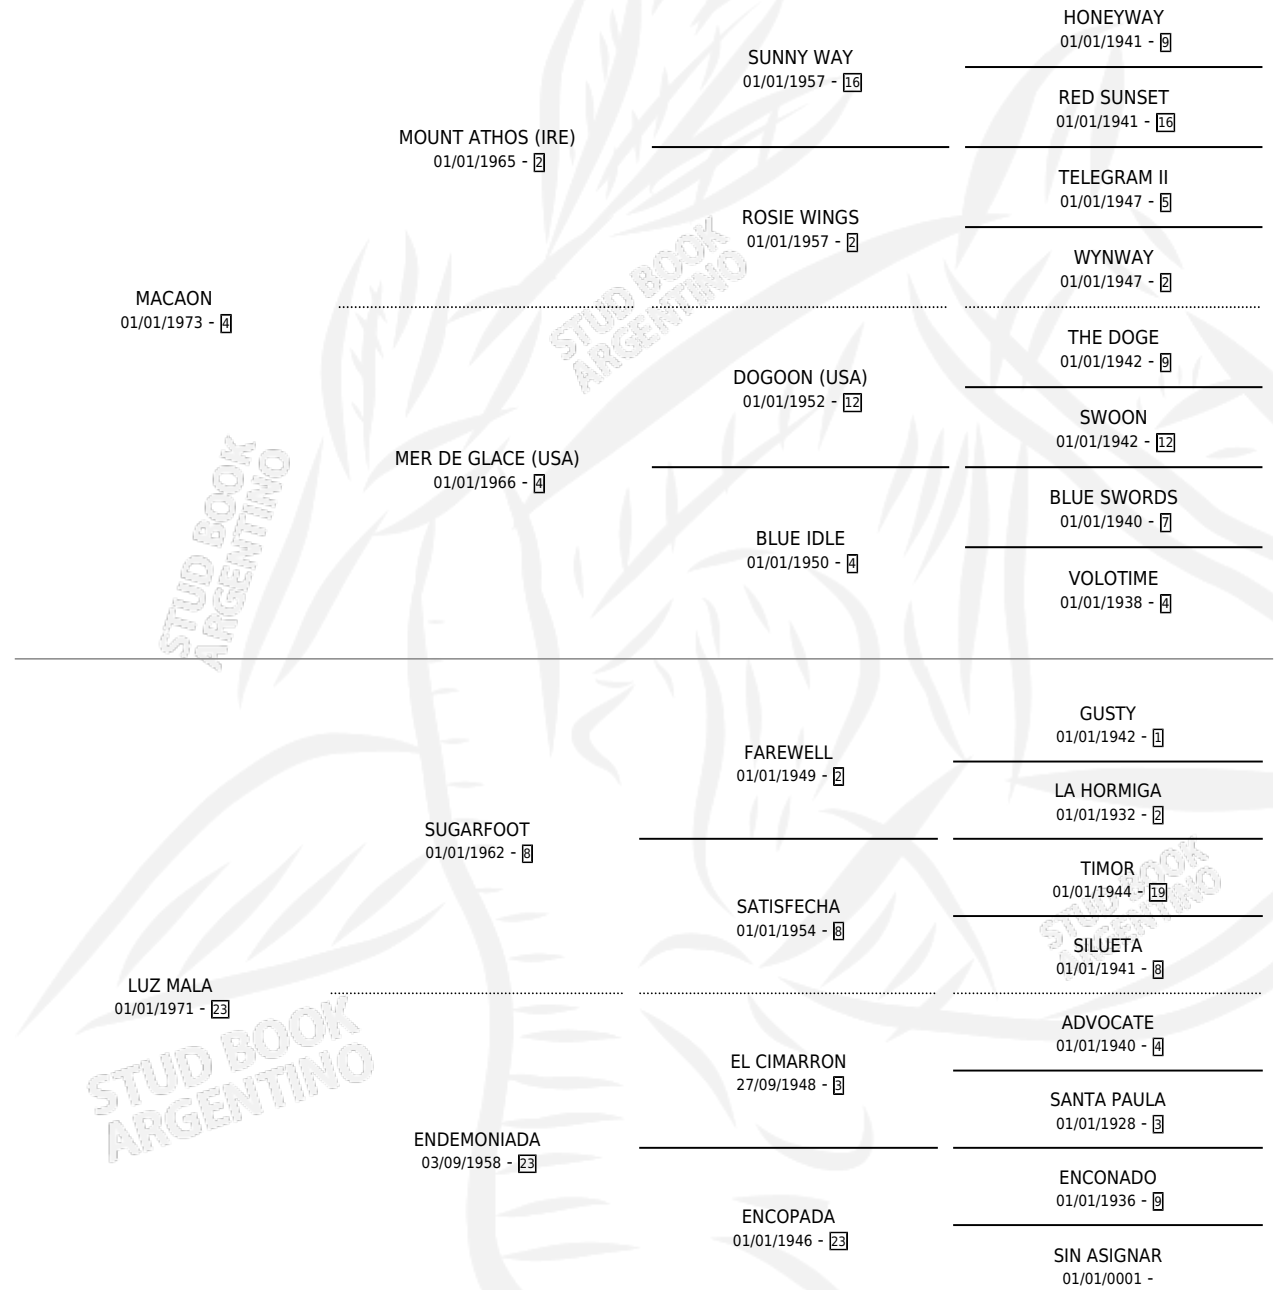 HONEYWAY
01/01/1941 - 9
SUNNY WAY
01/01/1957 - 16
RED SUNSET
01/01/1941 - 16
MOUNT ATHOS (IRE)
01/01/1965 - 2
TELEGRAM II
01/01/1947 - 5
ROSIE WINGS
01/01/1957 - 2
WYNWAY
01/01/1947 - 2
MACAON
01/01/1973 - 4
STUD BOOK
ARGENTINO
THE DOGE
01/01/1942 - 9
DOGOON (USA)
01/01/1952 - 12
SWOON
01/01/1942 - 12
MER DE GLACE (USA)
01/01/1966 - 4
BLUE SWORDS
01/01/1940 - 7
BLUE IDLE
01/01/1950 - 4
VOLOTIME
01/01/1938 - 4
STUD BOOK
ARGENTINO
GUSTY
01/01/1942 - 1
FAREWELL
01/01/1949 - 2
LA HORMIGA
01/01/1932 - 2
SUGARFOOT
01/01/1962 - 8
TIMOR
01/01/1944 - 19
SATISFECHA
01/01/1954 - 8
SILUETA
01/01/1941 - 8
STUD BOOK
ARGENTINO
LUZ MALA
01/01/1971 - 23
ADVOCATE
01/01/1940 - 4
EL CIMARRON
27/09/1948 - 3
SANTA PAULA
01/01/1928 - 3
STUD BOOK
ARGENTINO
ENDEMONIADA
03/09/1958 - 23
ENCONADO
01/01/1936 - 9
ENCOPADA
01/01/1946 - 23
SIN ASIGNAR
01/01/0001 -